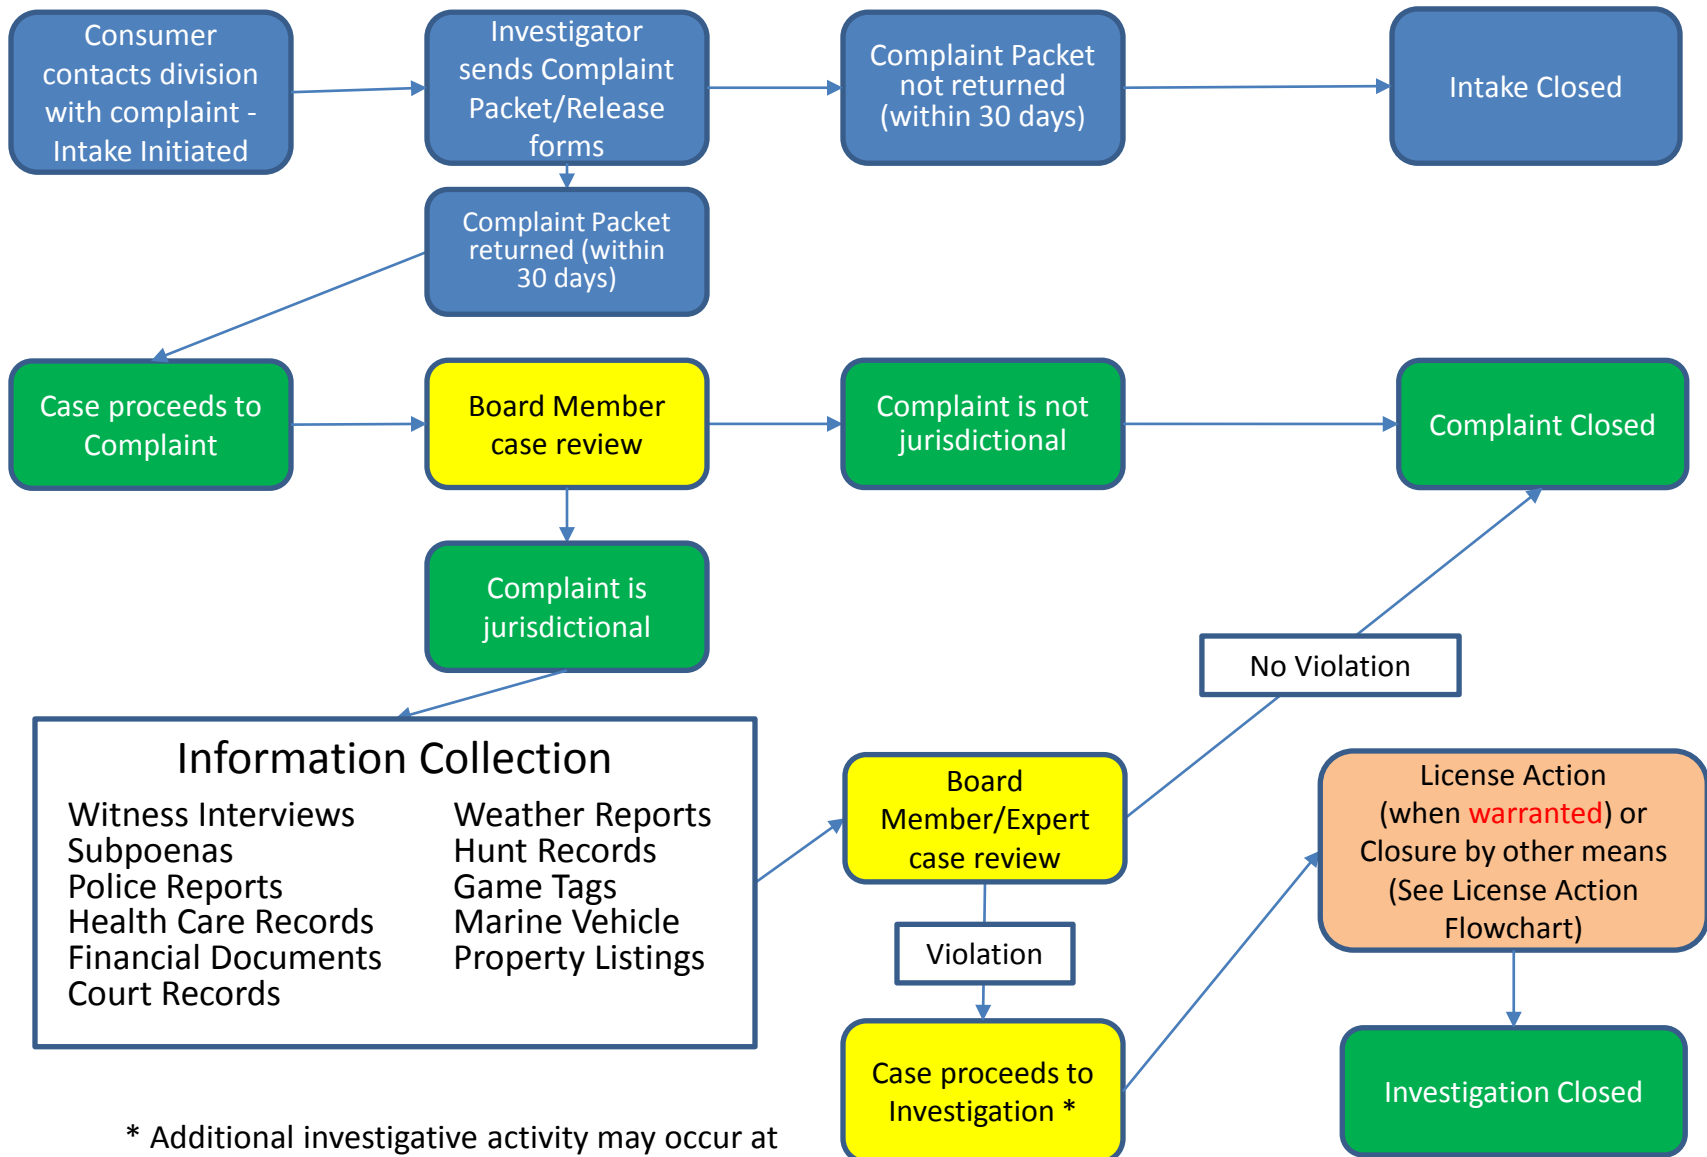 Consumer
contacts division
with complaint -
Intake Initiated
Investigator
sends Complaint
Packet/Release
forms
Complaint Packet
not returned
(within 30 days)
Intake Closed
Complaint Packet
returned (within
30 days)
Case proceeds to
Complaint
Board Member
case review
Complaint is not
jurisdictional
Complaint Closed
Complaint is
jurisdictional
No Violation
Information Collection
Witness Interviews
Subpoenas
Police Reports
Health Care Records
Financial Documents
Court Records
Weather Reports
Hunt Records
Game Tags
Marine Vehicle
Property Listings
Board
Member/Expert
case review
License Action
(when warranted) or
Closure by other means
(See License Action
Flowchart)
Violation
Case proceeds to
Investigation *
Investigation Closed
* Additional investigative activity may occur at